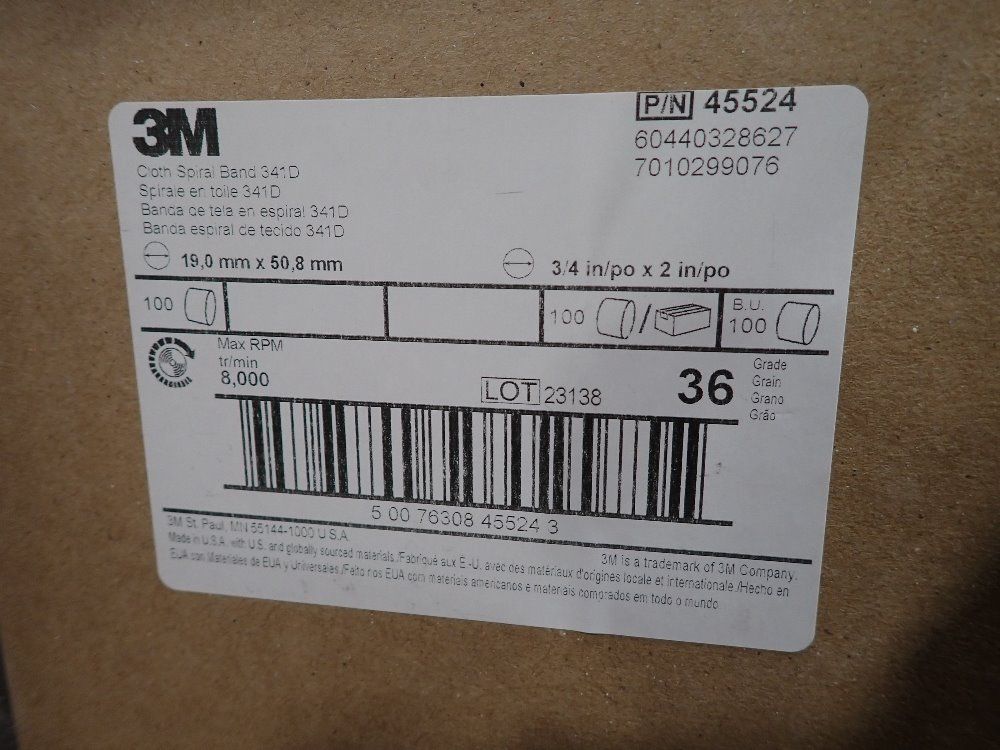 3M
P/N 45524
60440328627
7010299076
Cloth Spiral Band 341D
Spirale en toile 341D
Banda de tela en espiral 341D
Banda espiral de tecido 341D
19,0 mm x 50,8 mm
3/4 in/po x 2 in/po
100
100 /
B.U.
100
Max RPM
tr/min
8,000
LOT 23138
36
Grade
Grain
Grano
Grão
5 00 76308 45524 3
3M St. Paul, MN 55144-1000 U.S.A.
3M is a trademark of 3M Company.
Made in U.S.A. with U.S. and globally sourced materials./Fabriqué aux É.-U. avec des matériaux d'origines locale et internationale./Hecho en
EUA con Materiales de EUA y Universales./Feito nos EUA com materiais americanos e materiais comprados em todo o mundo